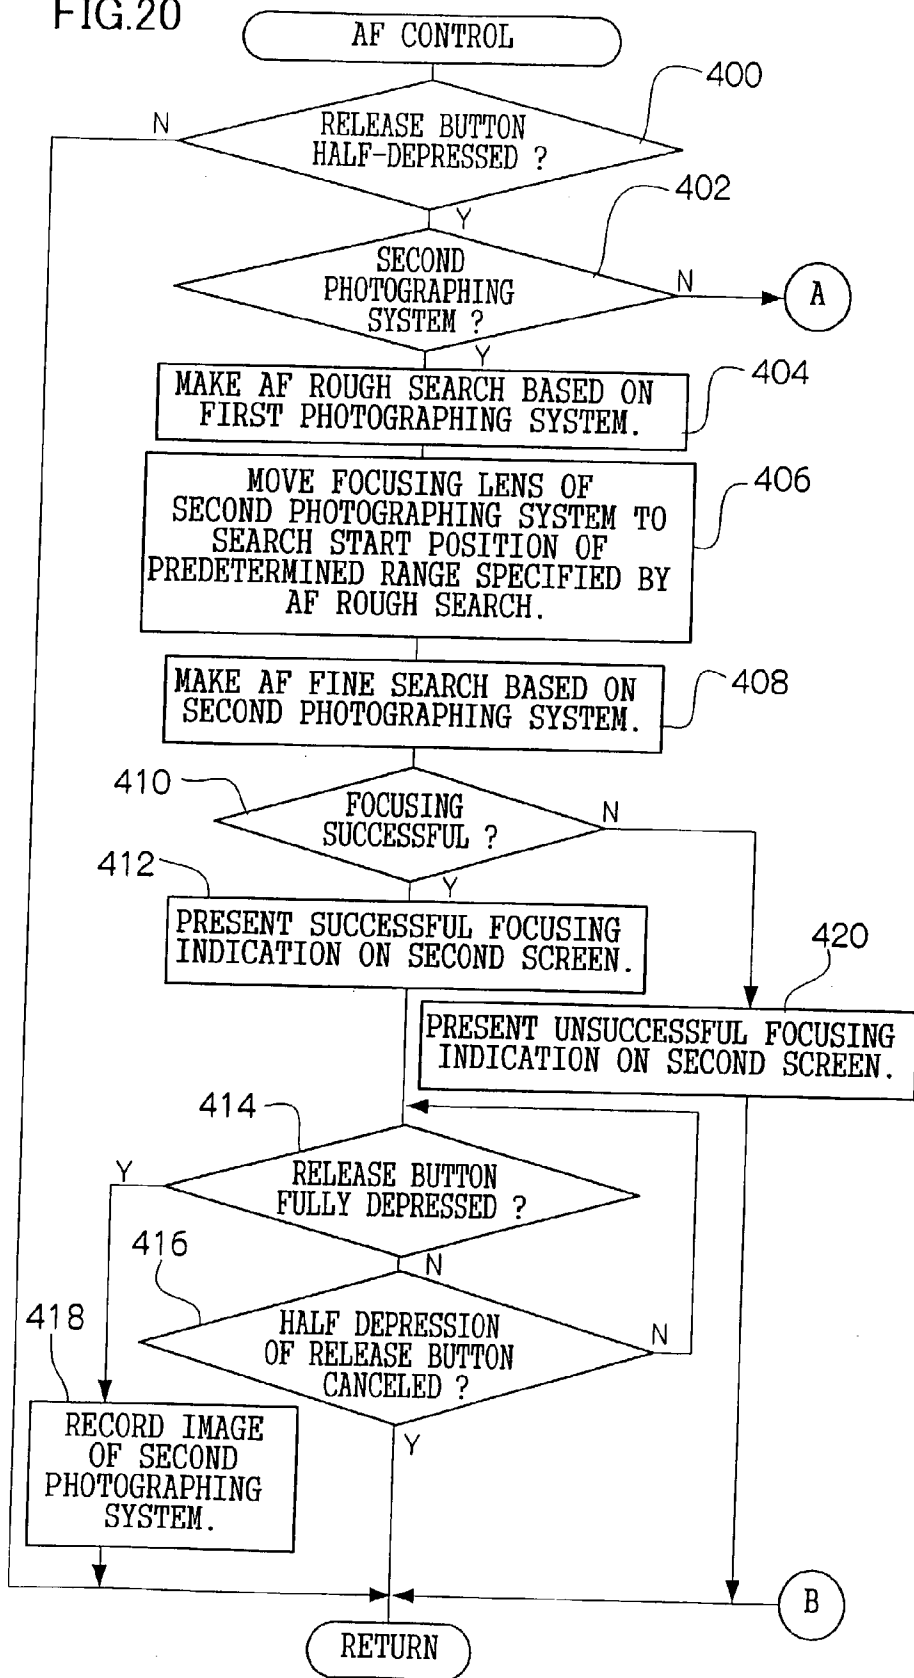 FIG.20
AF CONTROL
400
N
RELEASE BUTTON
HALF-DEPRESSED ?
402
Y
SECOND
PHOTOGRAPHING
SYSTEM ?
N
A
Y
404
MAKE AF ROUGH SEARCH BASED ON
FIRST PHOTOGRAPHING SYSTEM.
406
MOVE FOCUSING LENS OF
SECOND PHOTOGRAPHING SYSTEM TO
SEARCH START POSITION OF
PREDETERMINED RANGE SPECIFIED BY
AF ROUGH SEARCH.
408
MAKE AF FINE SEARCH BASED ON
SECOND PHOTOGRAPHING SYSTEM.
410
FOCUSING
SUCCESSFUL ?
N
412
Y
PRESENT SUCCESSFUL FOCUSING
INDICATION ON SECOND SCREEN.
420
PRESENT UNSUCCESSFUL FOCUSING
INDICATION ON SECOND SCREEN.
414
Y
RELEASE BUTTON
FULLY DEPRESSED ?
416
N
418
HALF DEPRESSION
OF RELEASE BUTTON
CANCELED ?
N
Y
RECORD IMAGE
OF SECOND
PHOTOGRAPHING
SYSTEM.
B
RETURN